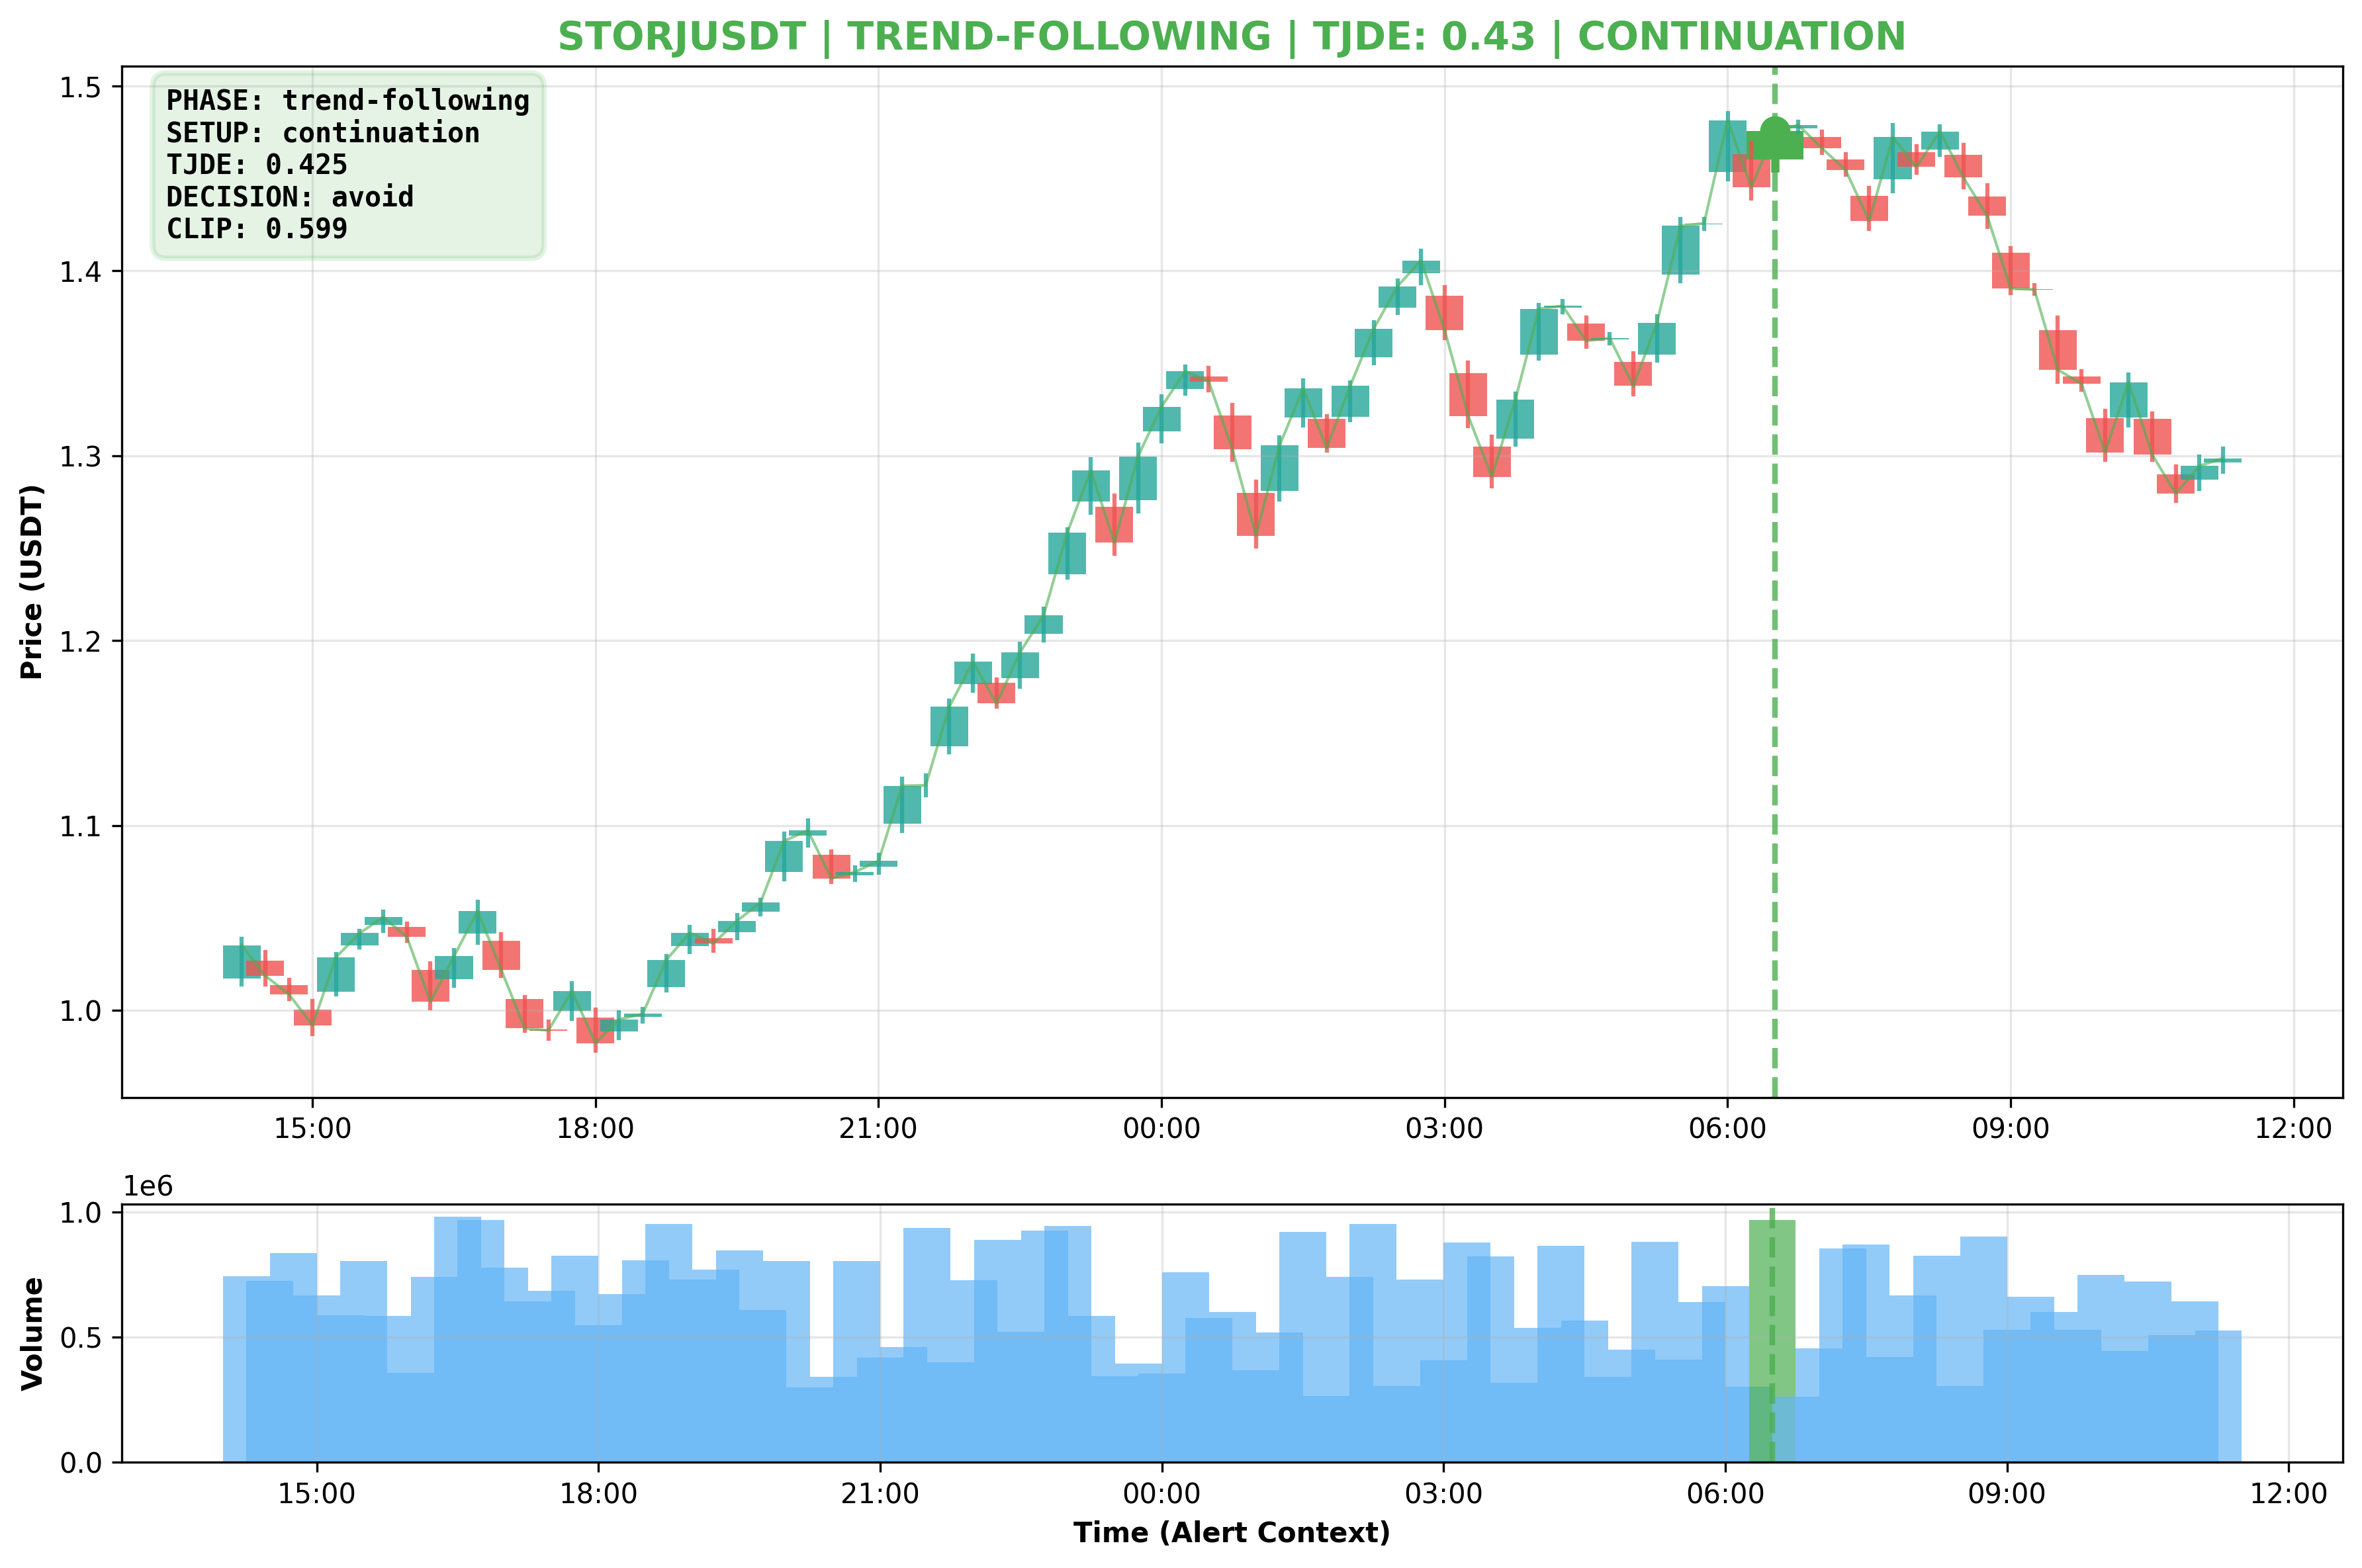 STORJUSDT | TREND-FOLLOWING | TJDE: 0.43 | CONTINUATION
PHASE: trend-following
SETUP: continuation
TJDE: 0.425
DECISION: avoid
CLIP: 0.599
Price (USDT)
1.5
1.4
1.3
1.2
1.1
1.0
15:00 18:00 21:00 00:00 03:00 06:00 09:00 12:00
1e6
Volume
1.0
0.5
0.0
15:00 18:00 21:00 00:00 03:00 06:00 09:00 12:00
Time (Alert Context)